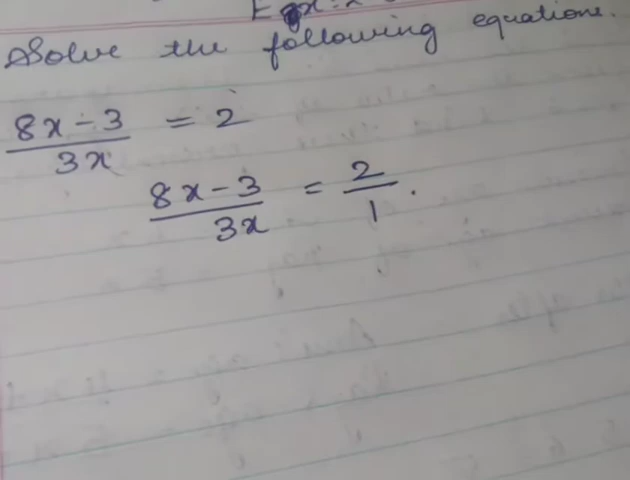 Solve the following equations.
8x-3/3x = 2
8x-3/3x = 2/1.